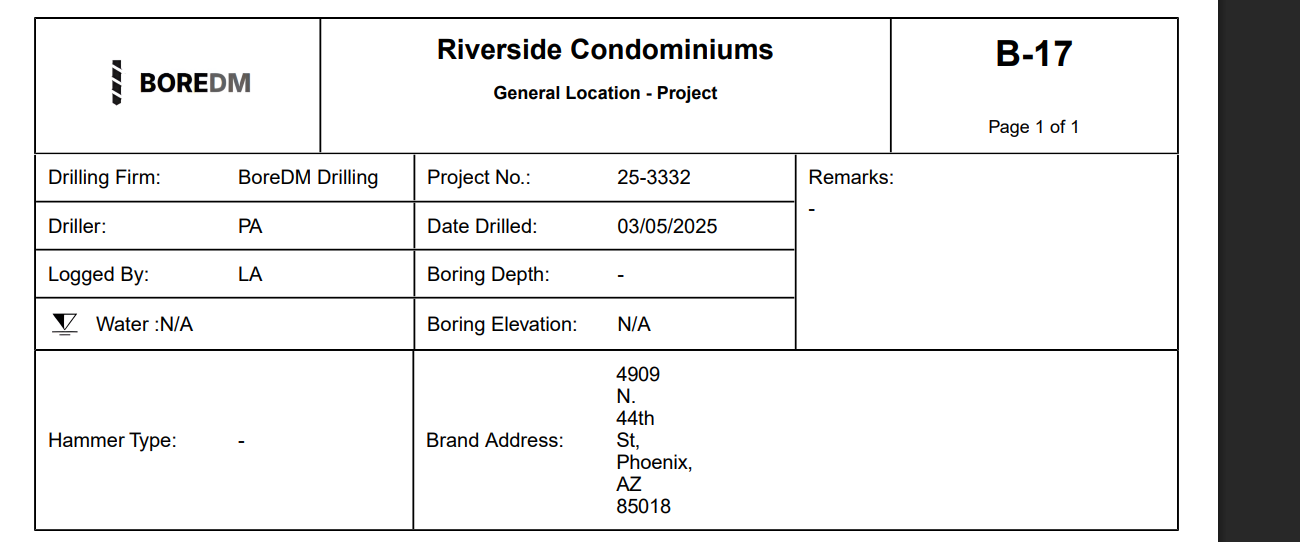 BOREDM
Riverside Condominiums
General Location - Project
B-17
Page 1 of 1
Drilling Firm: BoreDM Drilling
Project No.: 25-3332
Remarks:
-
Driller: PA
Date Drilled: 03/05/2025
Logged By: LA
Boring Depth: -
Water :N/A
Boring Elevation: N/A
Hammer Type: -
Brand Address:
4909
N.
44th
St,
Phoenix,
AZ
85018